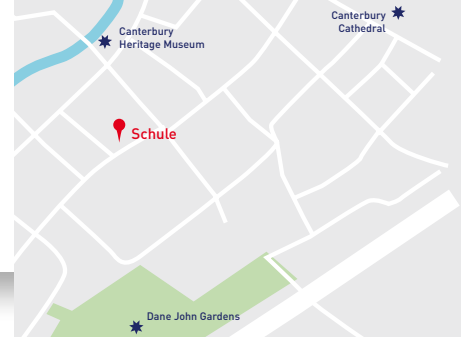 Canterbury
Cathedral
Canterbury
Heritage Museum
Schule
Dane John Gardens